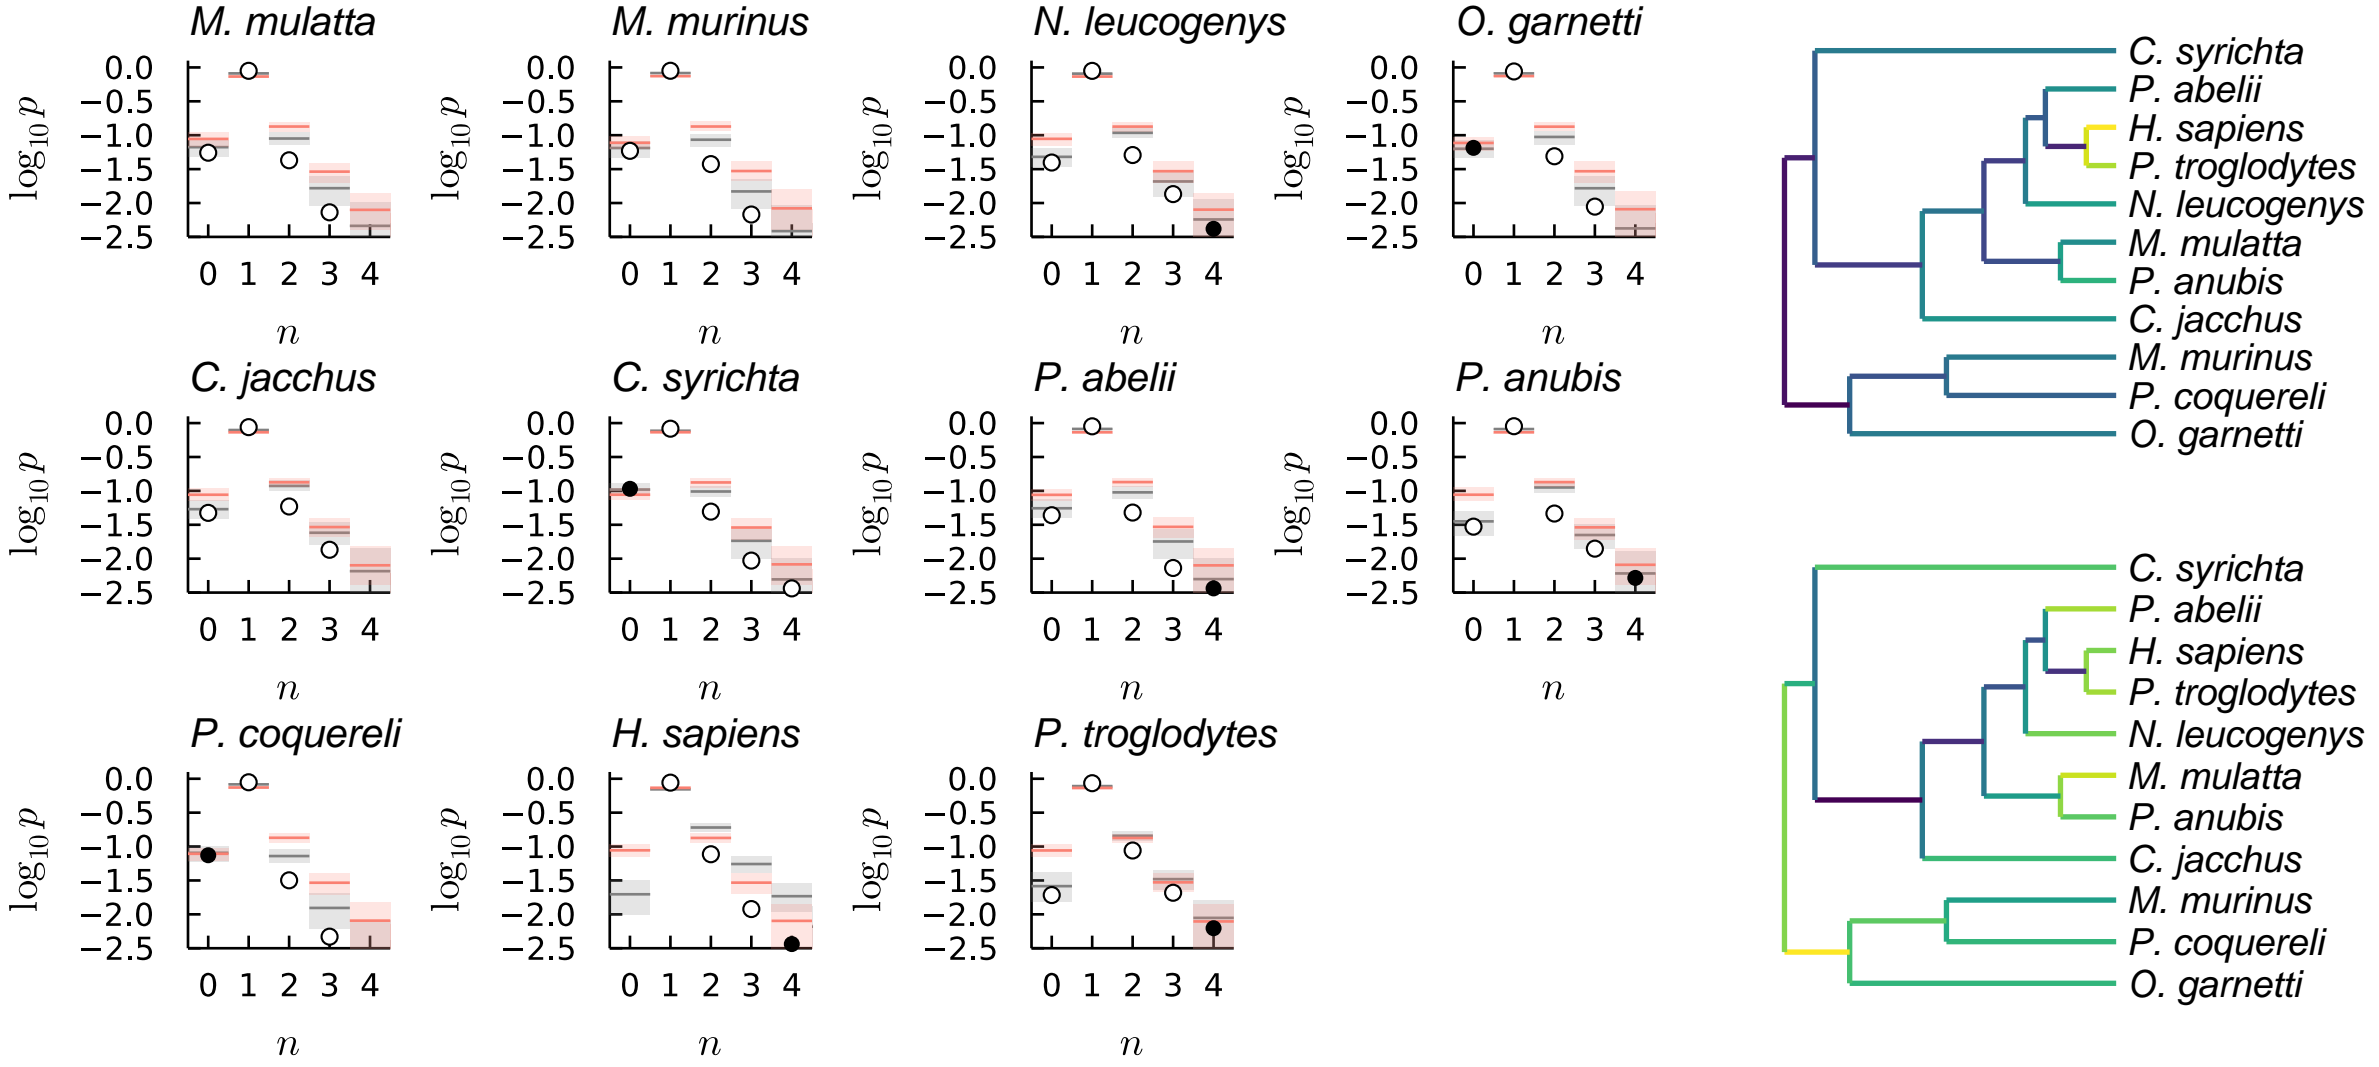 M. mulatta
0.0
−0.5
−1.0
−1.5
−2.0
−2.5
log₁₀ p
0 1 2 3 4
n
M. murinus
0.0
−0.5
−1.0
−1.5
−2.0
−2.5
log₁₀ p
0 1 2 3 4
n
N. leucogenys
0.0
−0.5
−1.0
−1.5
−2.0
−2.5
log₁₀ p
0 1 2 3 4
n
O. garnetti
0.0
−0.5
−1.0
−1.5
−2.0
−2.5
log₁₀ p
0 1 2 3 4
n
C. jacchus
0.0
−0.5
−1.0
−1.5
−2.0
−2.5
log₁₀ p
0 1 2 3 4
n
C. syrichta
0.0
−0.5
−1.0
−1.5
−2.0
−2.5
log₁₀ p
0 1 2 3 4
n
P. abelii
0.0
−0.5
−1.0
−1.5
−2.0
−2.5
log₁₀ p
0 1 2 3 4
n
P. anubis
0.0
−0.5
−1.0
−1.5
−2.0
−2.5
log₁₀ p
0 1 2 3 4
n
P. coquereli
0.0
−0.5
−1.0
−1.5
−2.0
−2.5
log₁₀ p
0 1 2 3 4
n
H. sapiens
0.0
−0.5
−1.0
−1.5
−2.0
−2.5
log₁₀ p
0 1 2 3 4
n
P. troglodytes
0.0
−0.5
−1.0
−1.5
−2.0
−2.5
log₁₀ p
0 1 2 3 4
n
C. syrichta
P. abelii
H. sapiens
P. troglodytes
N. leucogenys
M. mulatta
P. anubis
C. jacchus
M. murinus
P. coquereli
O. garnetti
C. syrichta
P. abelii
H. sapiens
P. troglodytes
N. leucogenys
M. mulatta
P. anubis
C. jacchus
M. murinus
P. coquereli
O. garnetti